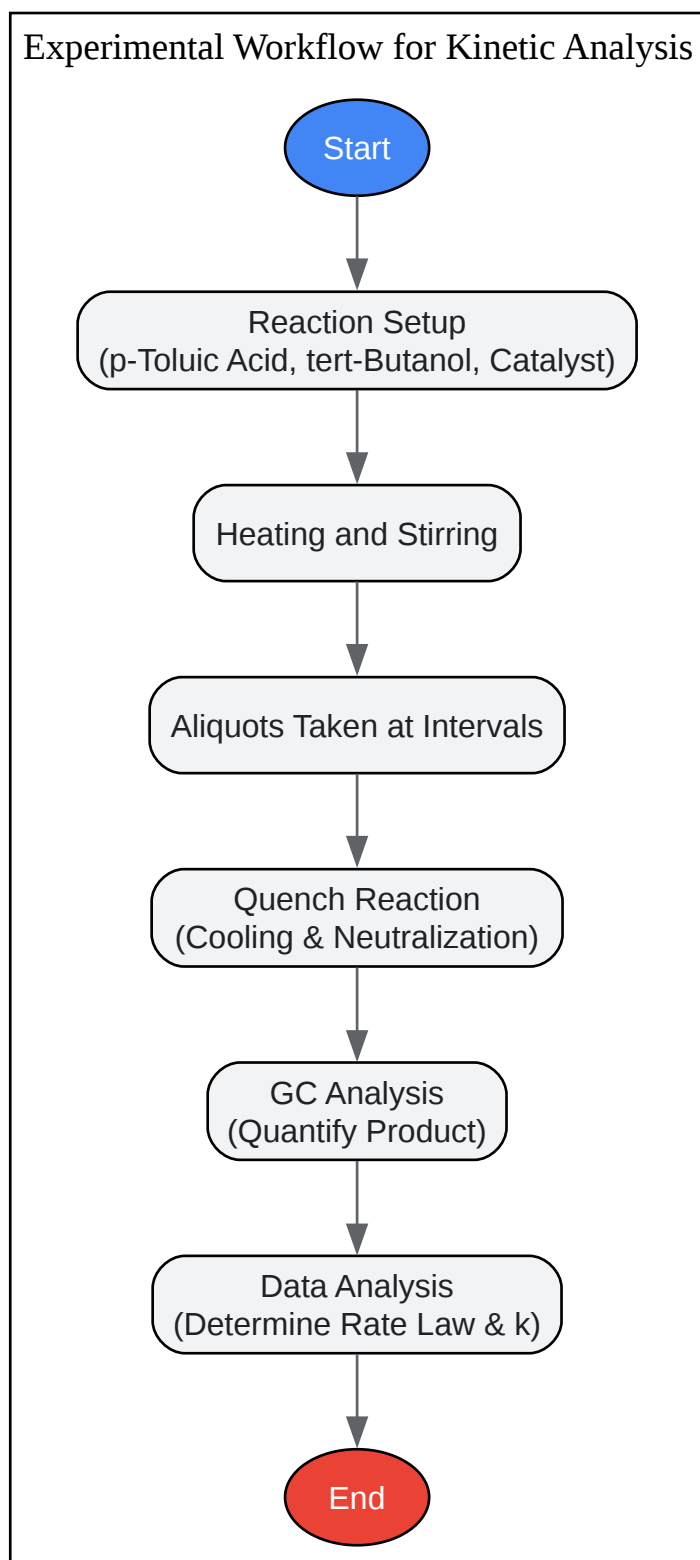 Experimental Workflow for Kinetic Analysis
Start
Reaction Setup
(p-Toluic Acid, tert-Butanol, Catalyst)
Heating and Stirring
Aliquots Taken at Intervals
Quench Reaction
(Cooling & Neutralization)
GC Analysis
(Quantify Product)
Data Analysis
(Determine Rate Law & k)
End